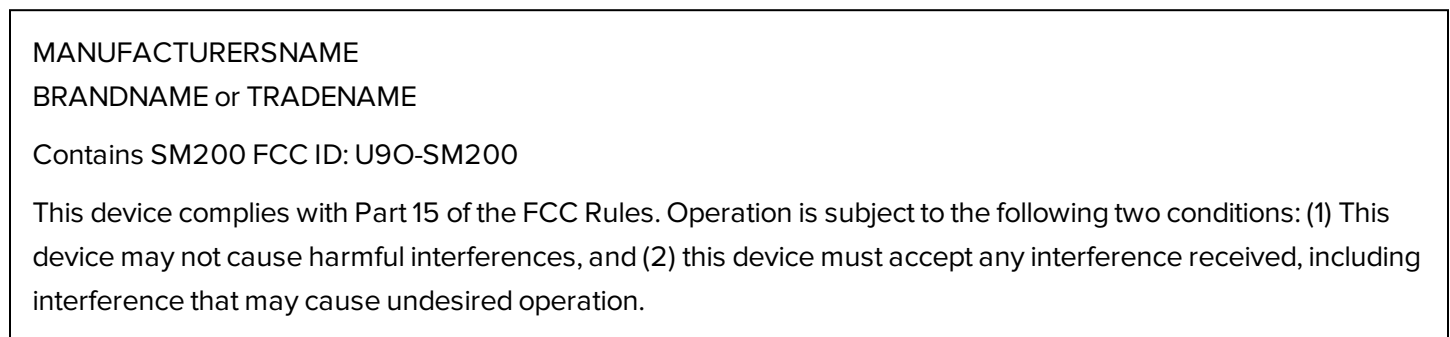 MANUFACTURERSNAME
BRANDNAME or TRADENAME
Contains SM200 FCC ID: U9O-SM200
This device complies with Part 15 of the FCC Rules. Operation is subject to the following two conditions: (1) This
device may not cause harmful interferences, and (2) this device must accept any interference received, including
interference that may cause undesired operation.